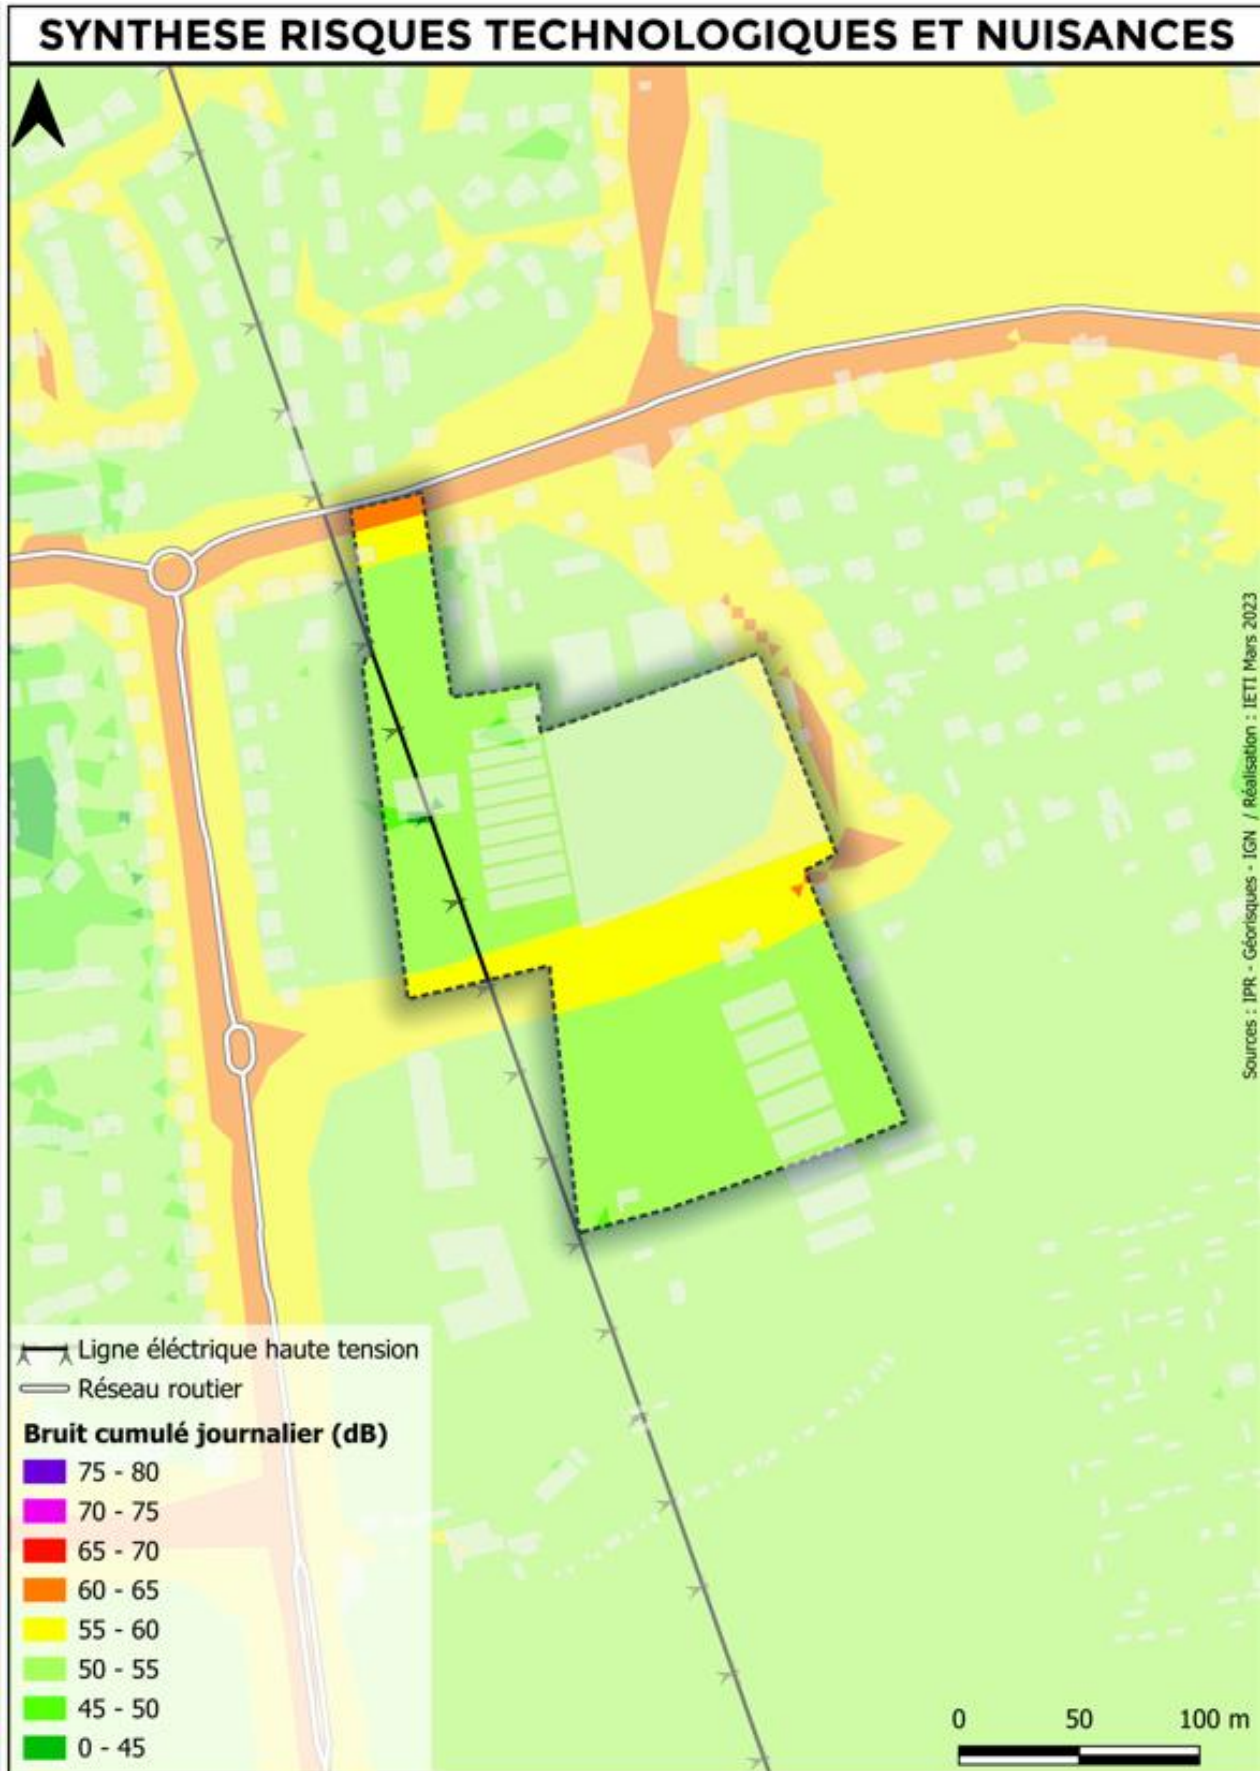 SYNTHESE RISQUES TECHNOLOGIQUES ET NUISANCES
Sources : IPR - Géorisques - IGN / Réalisation : IETI Mars 2023
Ligne éléctrique haute tension
Réseau routier
Bruit cumulé journalier (dB)
75 - 80
70 - 75
65 - 70
60 - 65
55 - 60
50 - 55
45 - 50
0 - 45
0 50 100 m